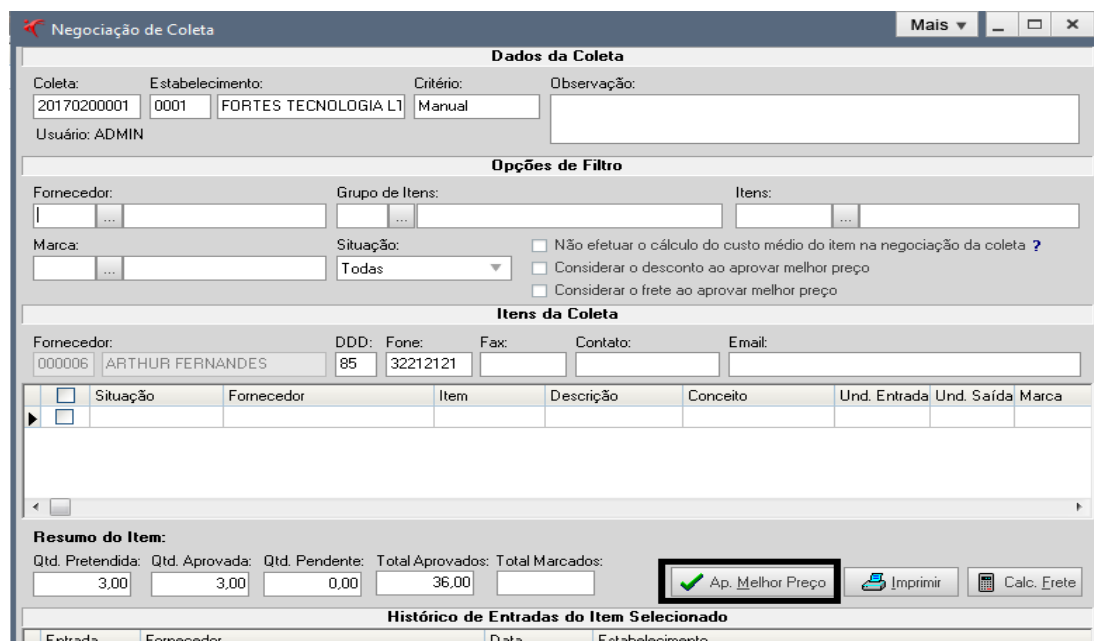 Negociação de Coleta Mais
Dados da Coleta
Coleta: Estabelecimento: Critério: Observação:
20170200001 0001 FORTES TECNOLOGIA LT Manual
Usuário: ADMIN
Opções de Filtro
Fornecedor: Grupo de Itens: Itens:
... ... ...
Marca: Situação: Não efetuar o cálculo do custo médio do item na negociação da coleta ?
... Todas Considerar o desconto ao aprovar melhor preço
Considerar o frete ao aprovar melhor preço
Itens da Coleta
Fornecedor: DDD: Fone: Fax: Contato: Email:
000006 ARTHUR FERNANDES 85 32212121
Situação Fornecedor Item Descrição Conceito Und. Entrada Und. Saída Marca
Resumo do Item:
Qtd. Pretendida: Qtd. Aprovada: Qtd. Pendente: Total Aprovados: Total Marcados:
3,00 3,00 0,00 36,00 Ap. Melhor Preço Imprimir Calc. Frete
Histórico de Entradas do Item Selecionado
Entrada Fornecedor Data Estabelecimento